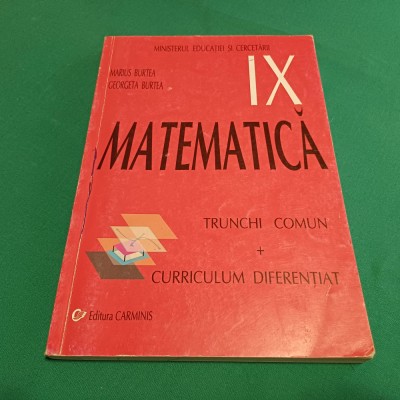 MINISTERUL EDUCAȚIEI ȘI CERCETĂRII
MARIUS BURTEA
GEORGETA BURTEA
IX
MATEMATICĂ
TRUNCHI COMUN
+
CURRICULUM DIFERENȚIAT
Editura CARMINIS